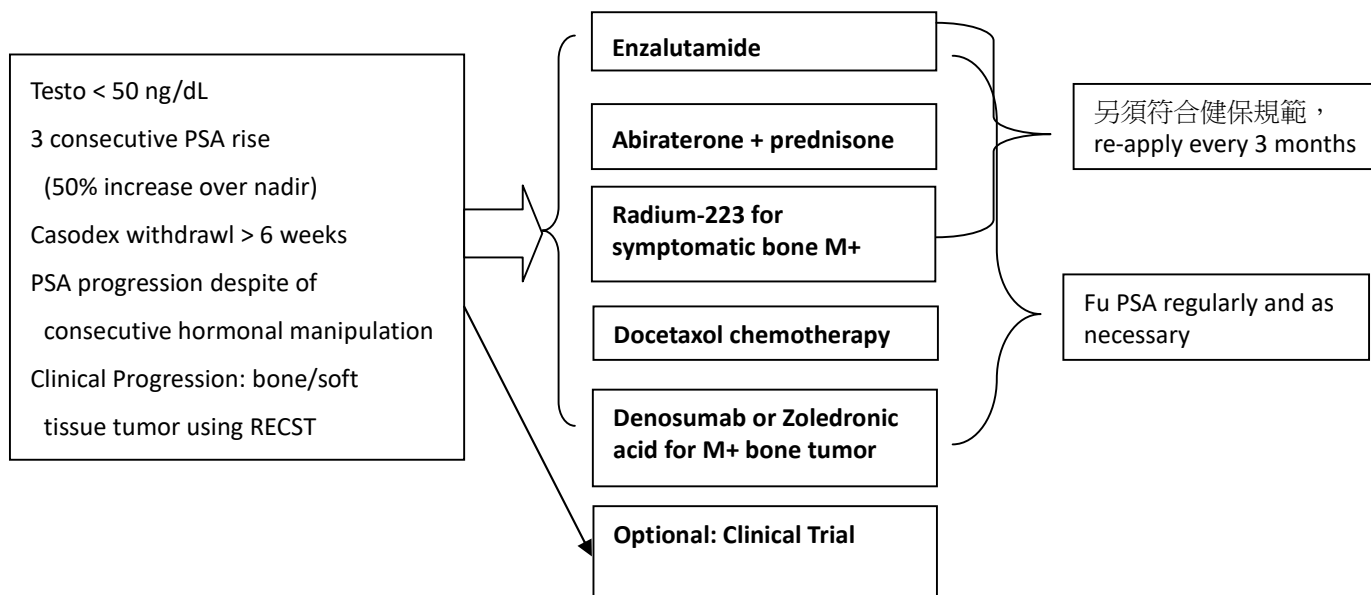 Testo < 50 ng/dL
3 consecutive PSA rise
(50% increase over nadir)
Casodex withdrawl > 6 weeks
PSA progression despite of
consecutive hormonal manipulation
Clinical Progression: bone/soft
tissue tumor using RECST
Enzalutamide
Abiraterone + prednisone
Radium-223 for
symptomatic bone M+
Docetaxol chemotherapy
Denosumab or Zoledronic
acid for M+ bone tumor
Optional: Clinical Trial
另須符合健保規範，
re-apply every 3 months
Fu PSA regularly and as
necessary